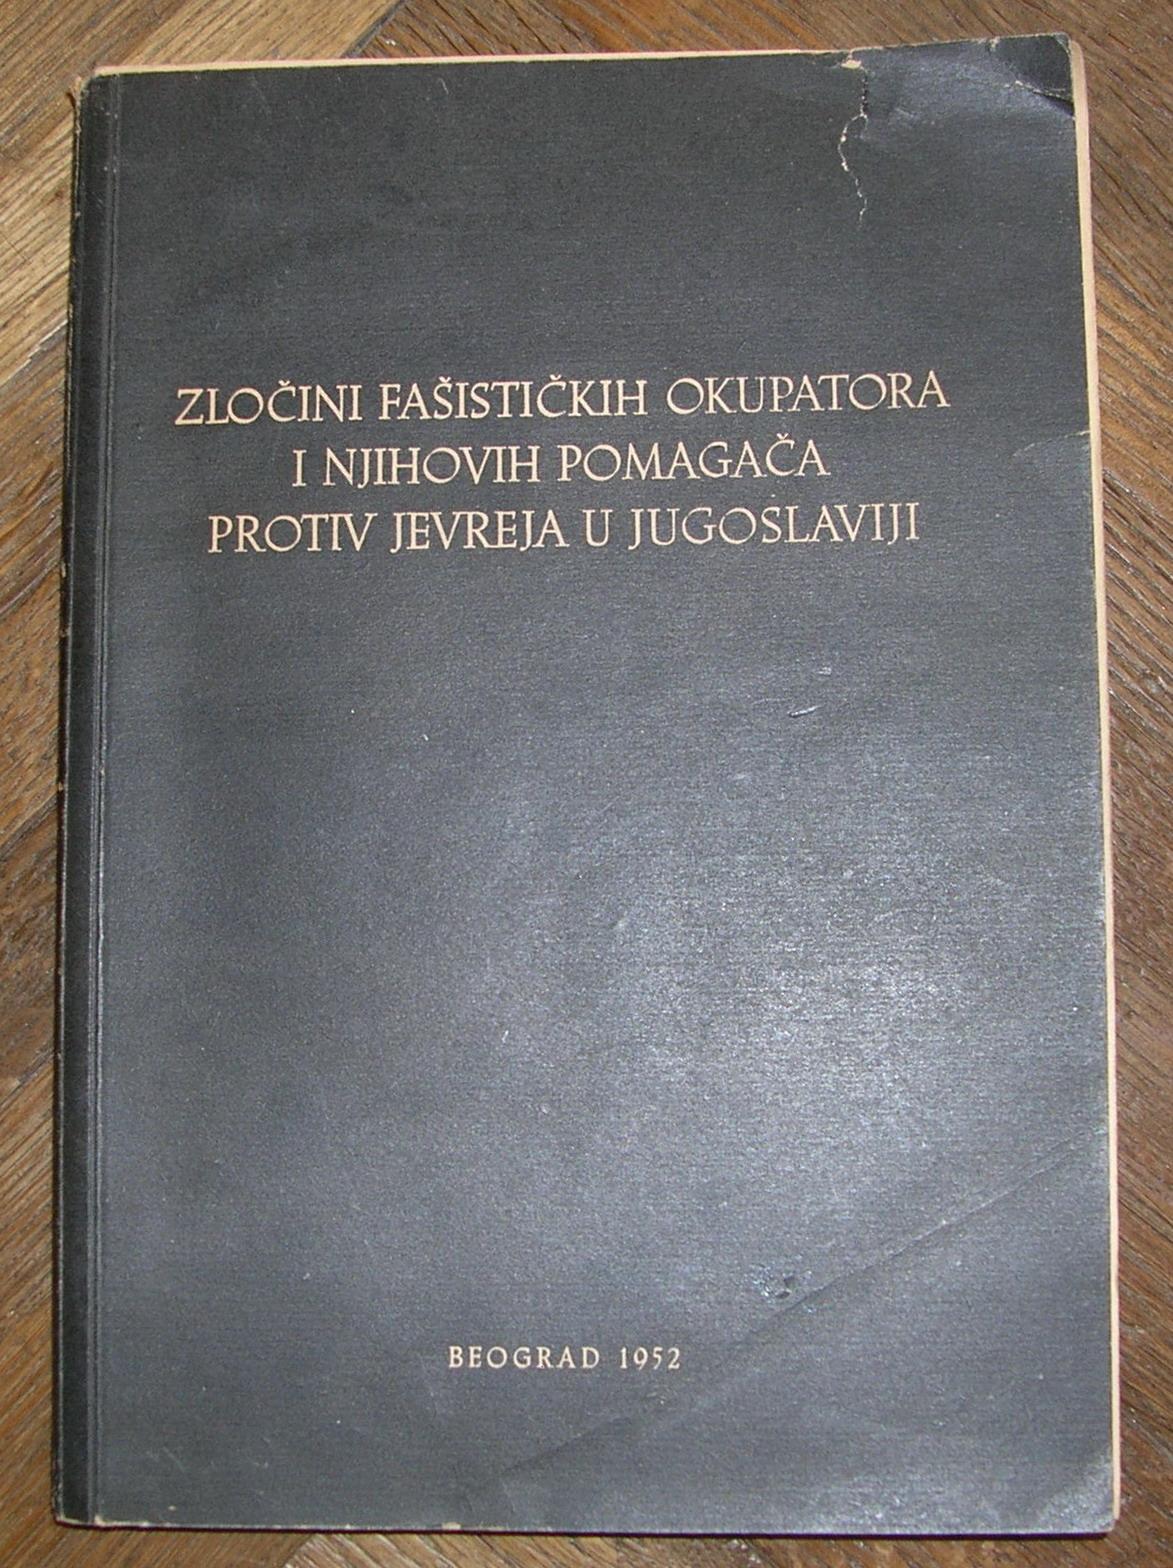 ZLOČINI FAŠISTIČKIH OKUPATORA
I NJIHOVIH POMAGAČA
PROTIV JEVREJA U JUGOSLAVIJI
BEOGRAD 1952